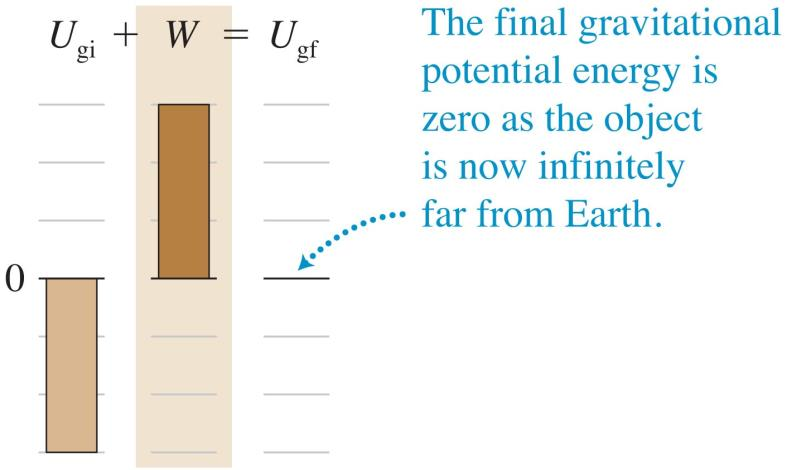 U_gi + W = U_gf
The final gravitational
potential energy is
zero as the object
is now infinitely
far from Earth.
0